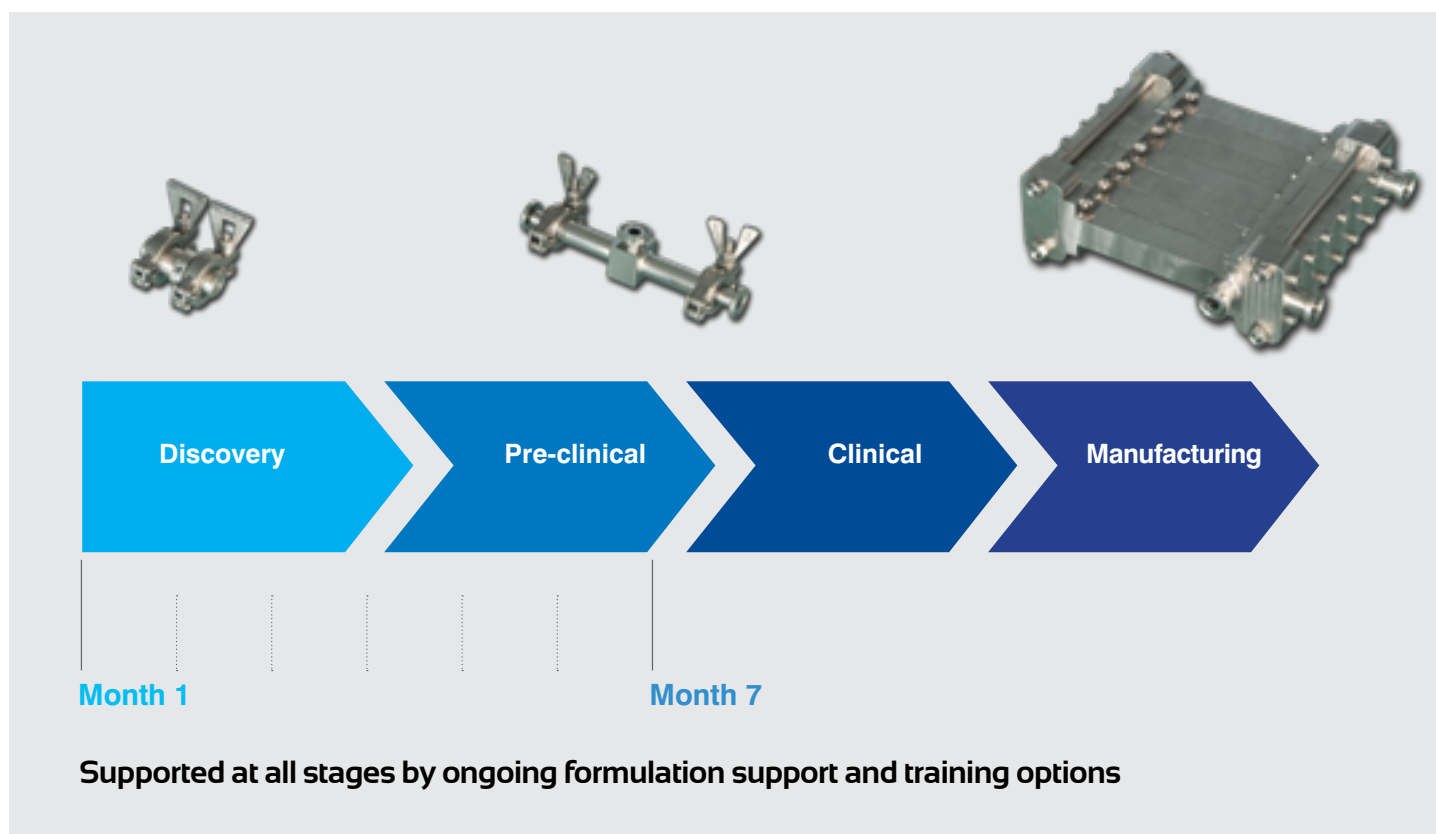 Discovery
Pre-clinical
Clinical
Manufacturing
Month 1
Month 7
Supported at all stages by ongoing formulation support and training options